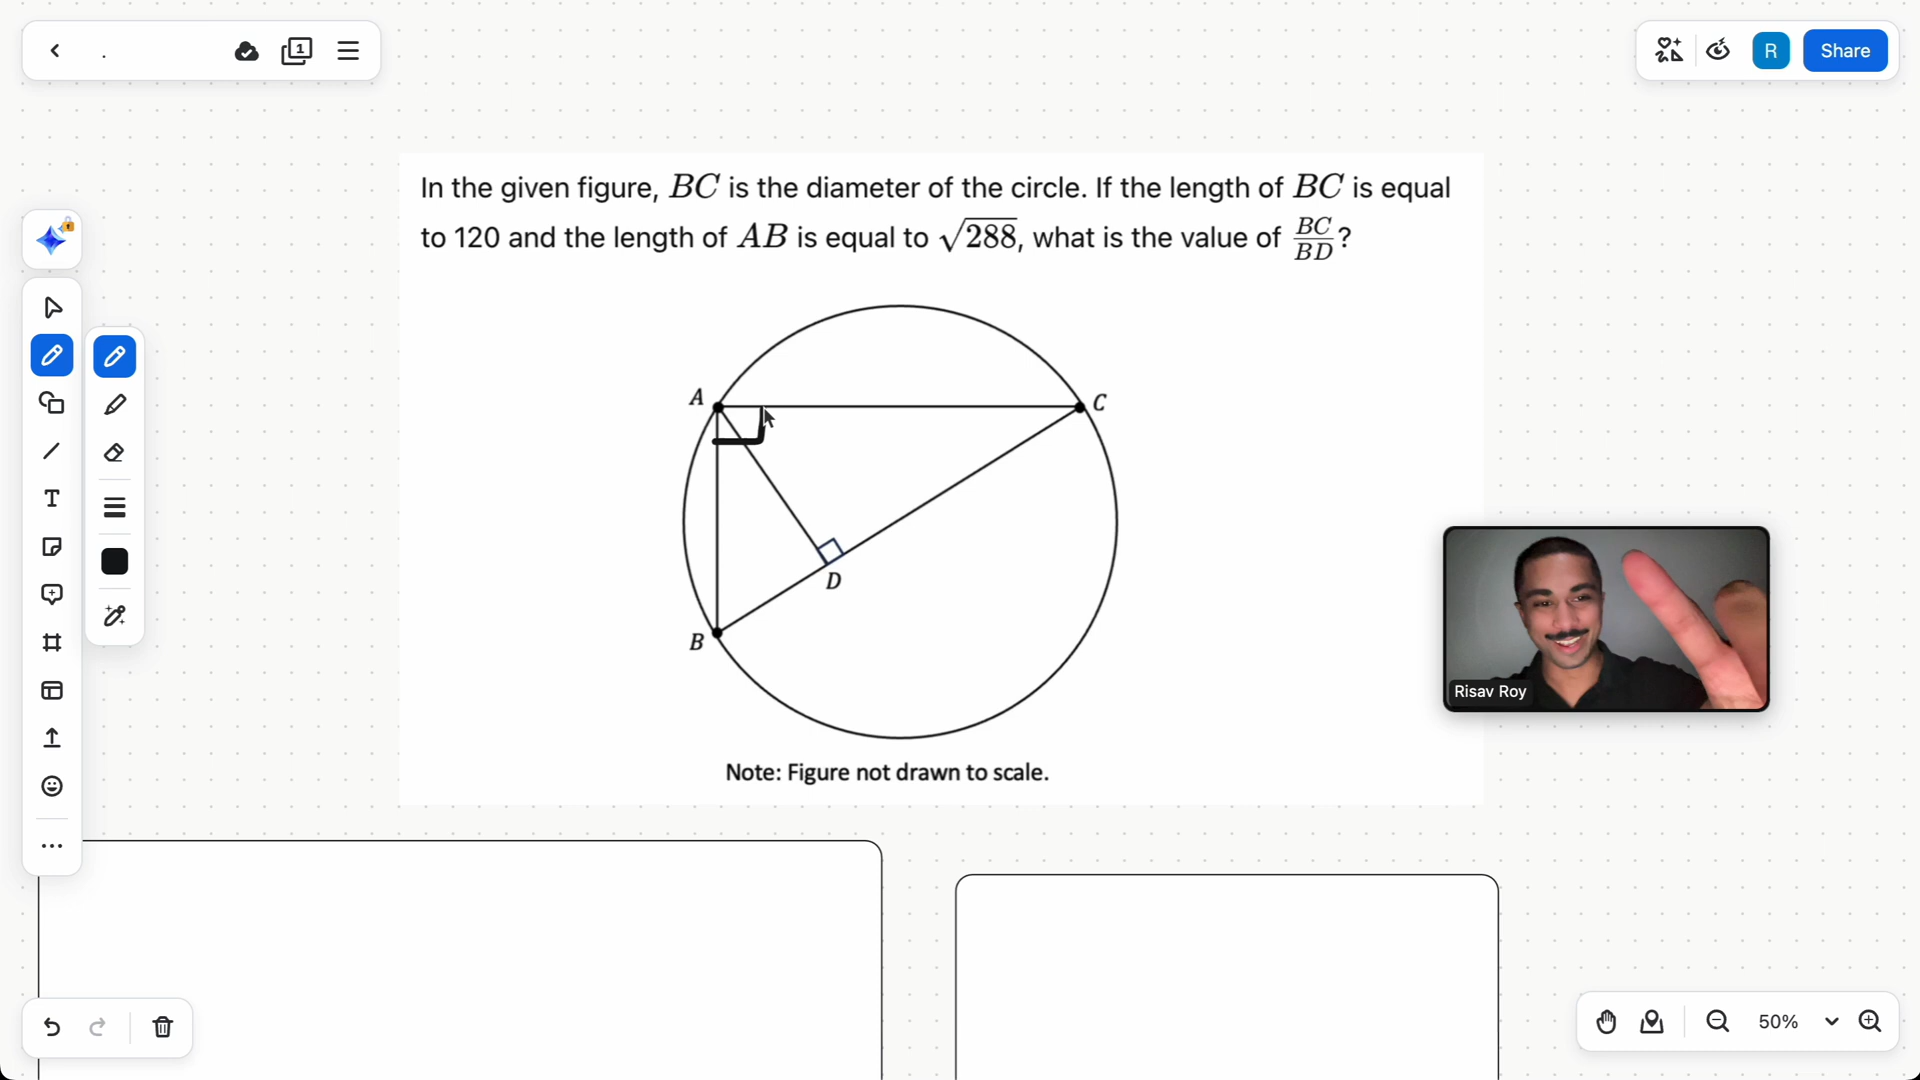 .
1
R
Share
In the given figure, BC is the diameter of the circle. If the length of BC is equal
to 120 and the length of AB is equal to √288, what is the value of BC/BD?
A
C
D
B
Risav Roy
Note: Figure not drawn to scale.
T
50%